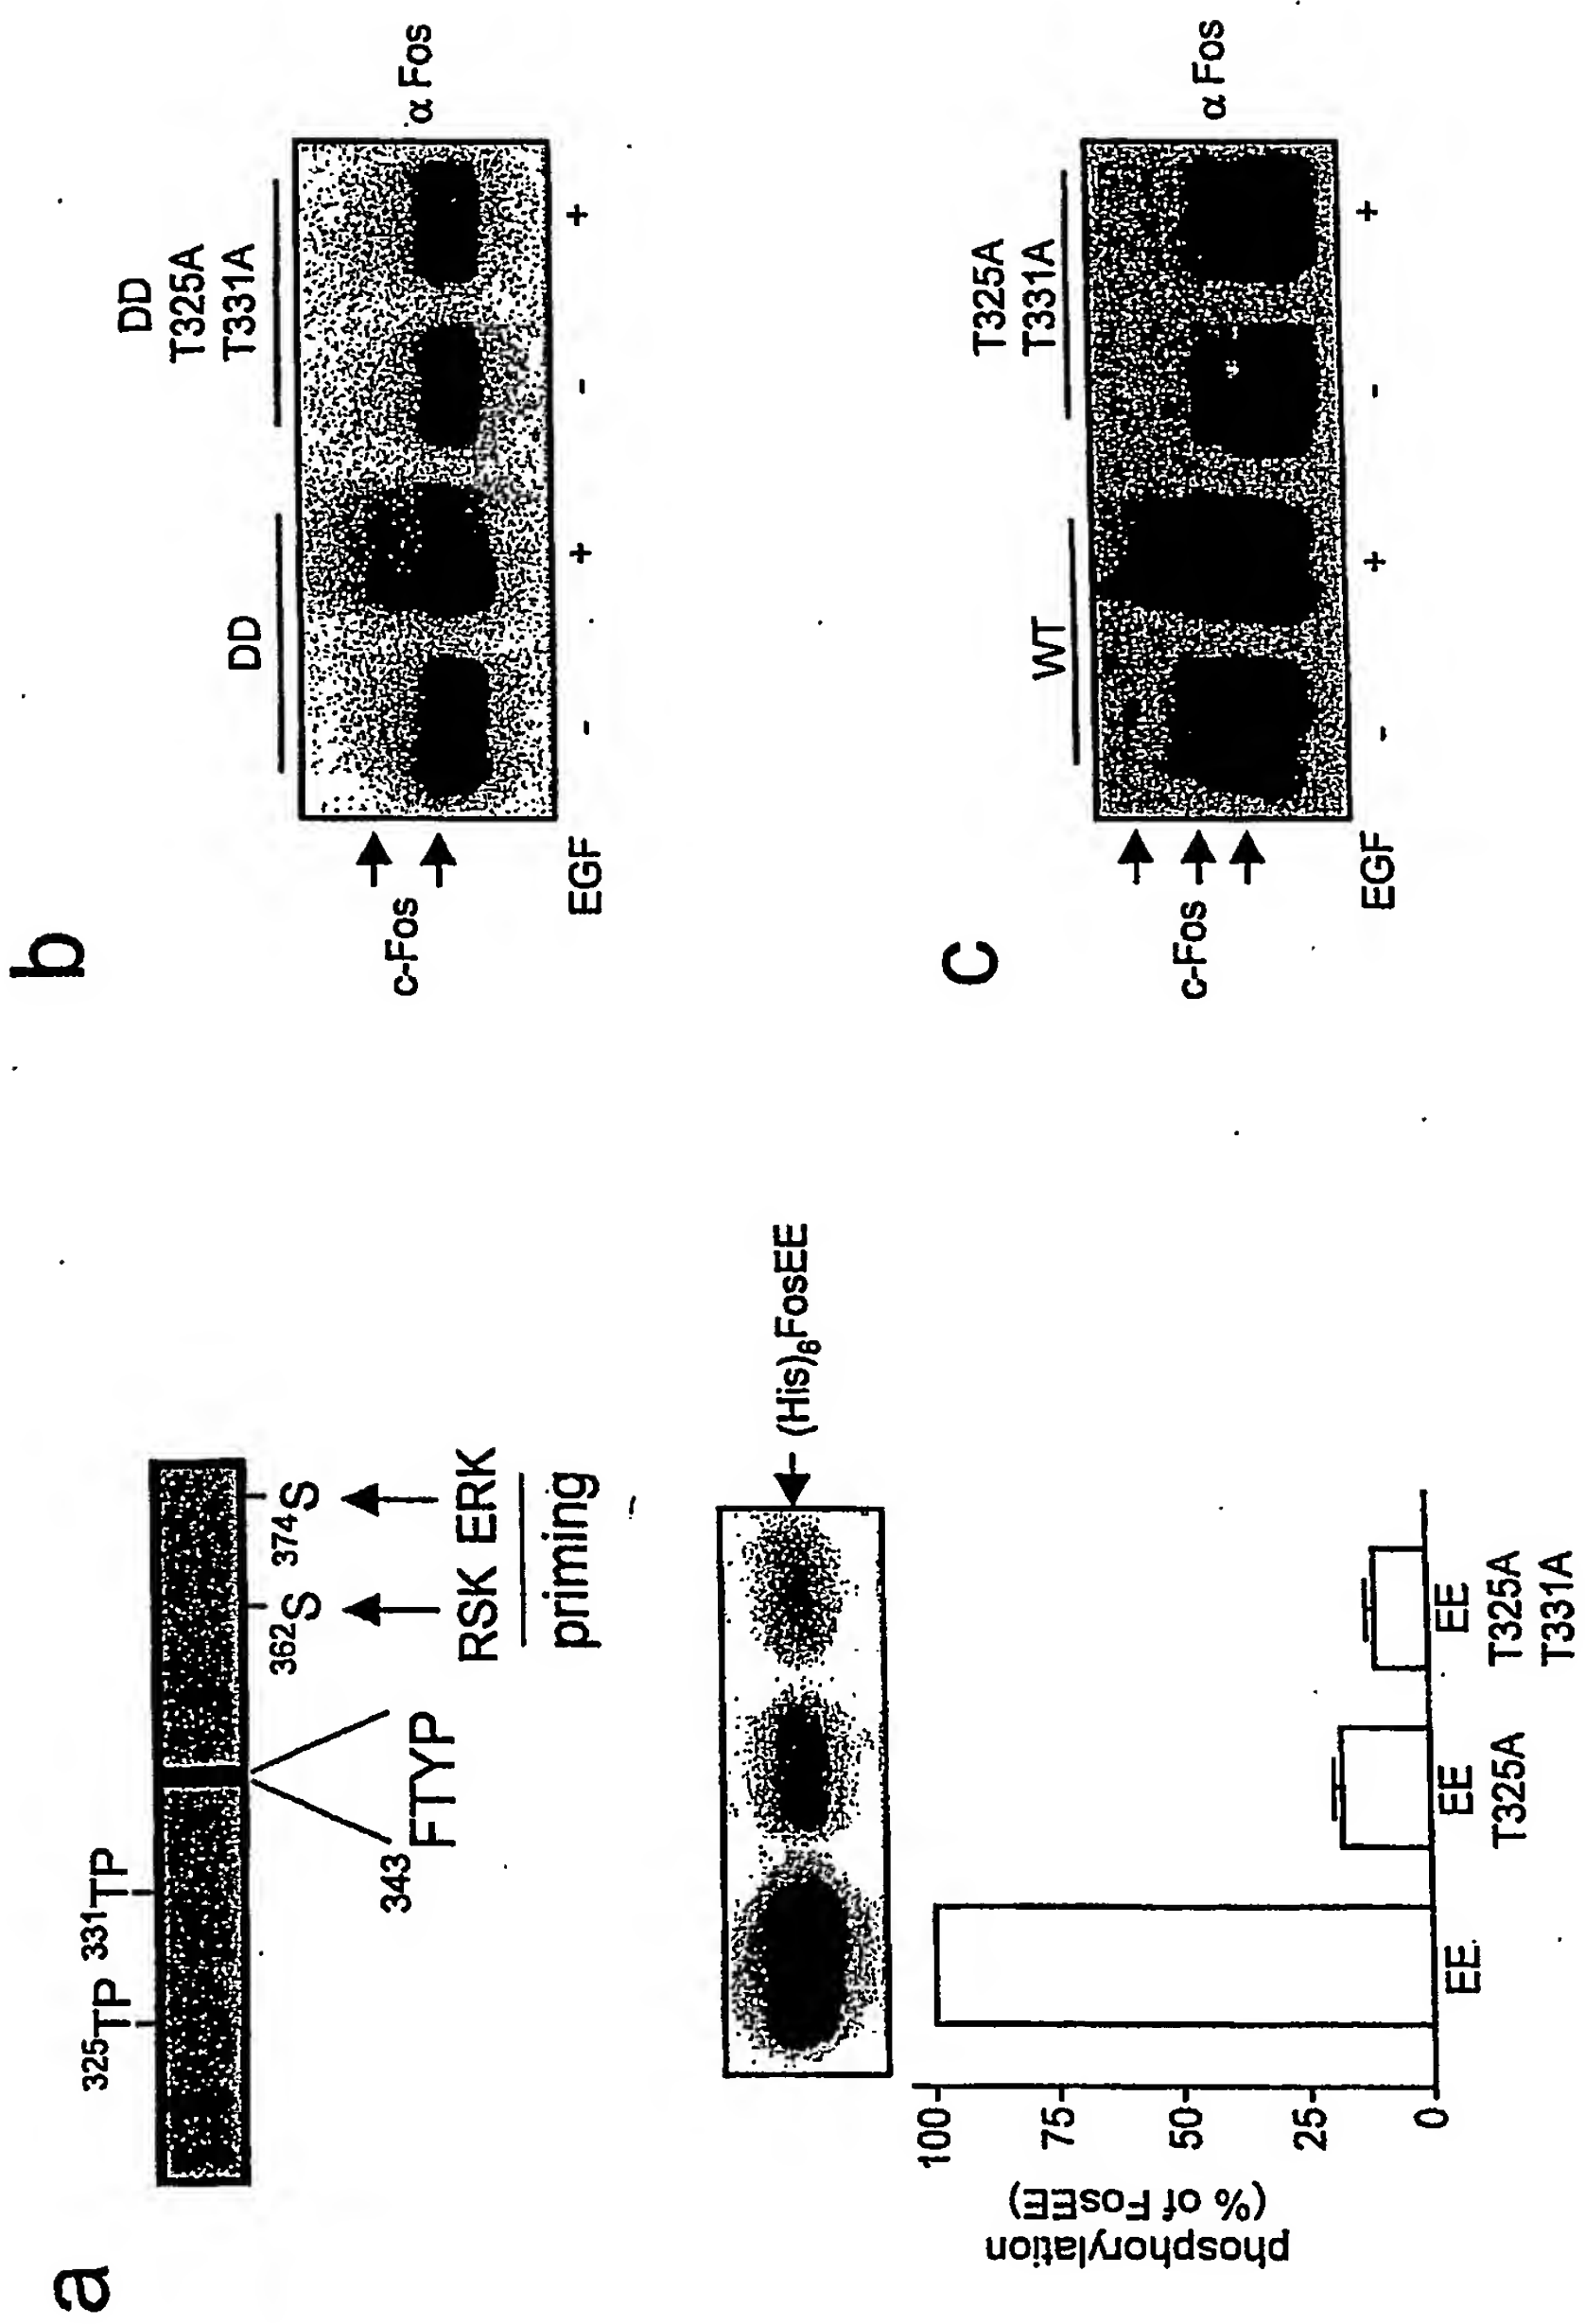 a
325TP 331TP
343FTYP
362S 374S
RSK ERK
priming
(His)6FosEE
phosphorylation
(% of FosEE)
100
75
50
25
0
EE
EE
T325A
EE
T325A
T331A
b
DD
DD
T325A
T331A
c-Fos
α Fos
EGF - + - +
c
WT
T325A
T331A
c-Fos
α Fos
EGF - + - +